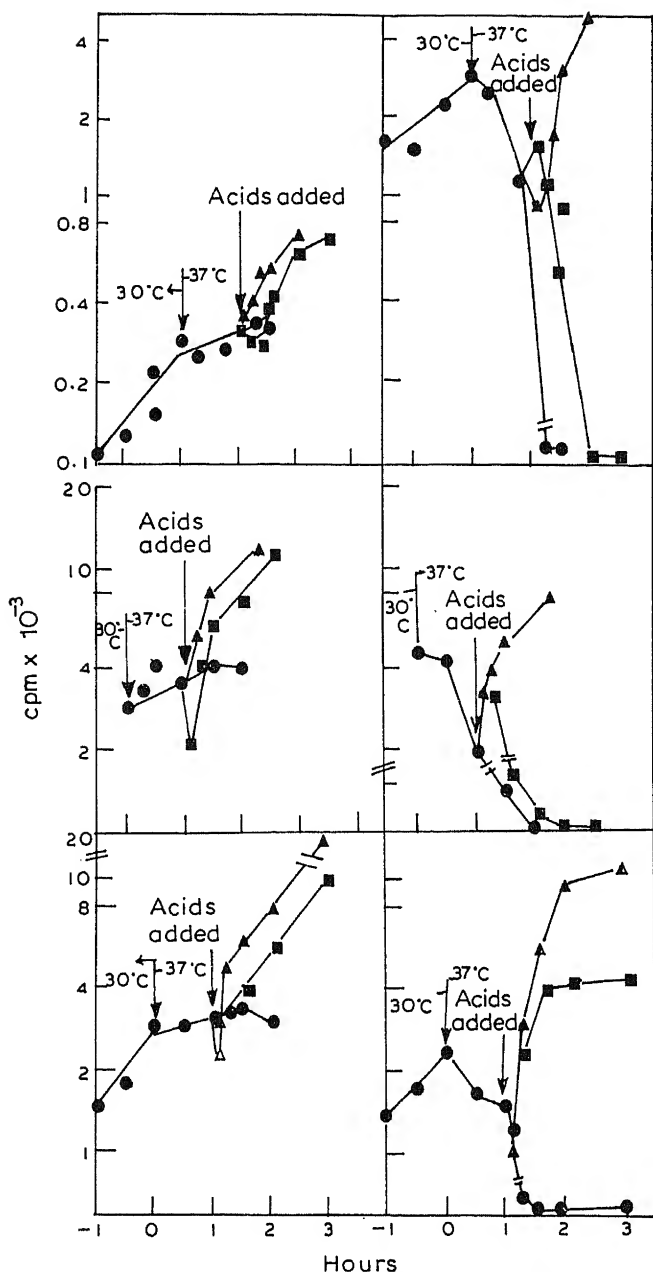 4
2
1
0.8
0.4
0.2
0.1
30°C
37°C
Acids added
30°C
37°C
Acids
added
20
10
4
2
cpm x 10⁻³
30°
C
37°C
Acids
added
30°
C
37°C
Acids
added
20
10
8
4
2
1
30°C
37°C
Acids
added
30°C
37°C
Acids
added
-1 0 1 2 3 -1 0 1 2 3
Hours